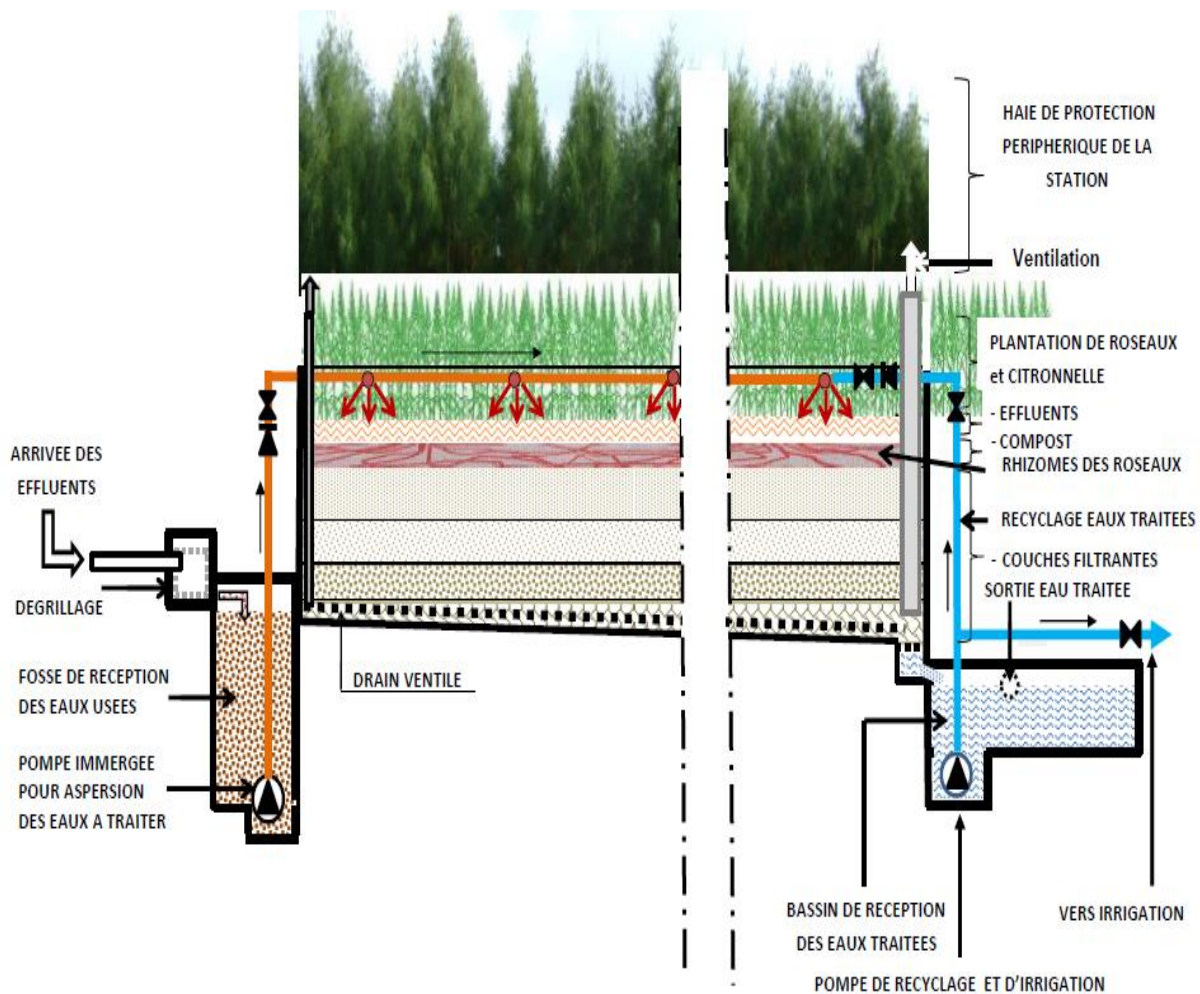 HAIE DE PROTECTION
PERIPHERIQUE DE LA
STATION
Ventilation
PLANTATION DE ROSEAUX
et CITRONNELLE
- EFFLUENTS
- COMPOST
RHIZOMES DES ROSEAUX
RECYCLAGE EAUX TRAITEES
- COUCHES FILTRANTES
SORTIE EAU TRAITEE
ARRIVEE DES
EFFLUENTS
DEGRILLAGE
FOSSE DE RECEPTION
DES EAUX USEES
POMPE IMMERGEE
POUR ASPERSION
DES EAUX A TRAITER
DRAIN VENTILE
BASSIN DE RECEPTION
DES EAUX TRAITEES
VERS IRRIGATION
POMPE DE RECYCLAGE ET D'IRRIGATION